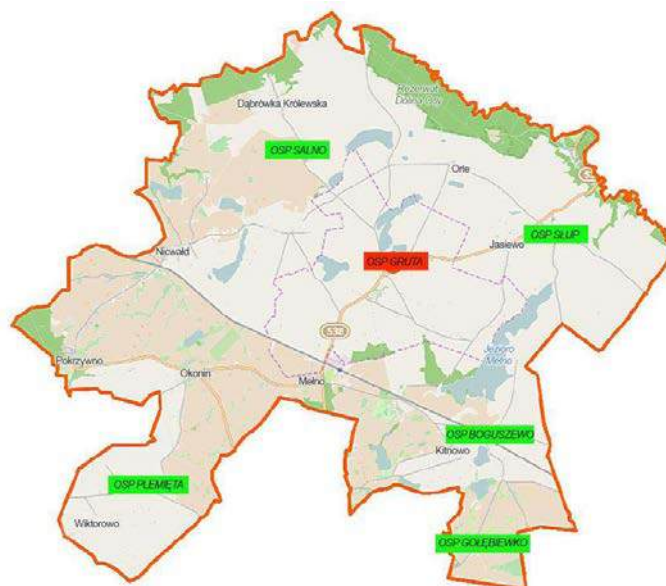 Rezerwat
Dolina Osy
Dąbrówka Królewska
OSP SALNO
Orle
OSP SŁUP
Jasiewo
Nicwałd
OSP GRUTA
538
Jezioro
Mełno
Pokrzywno
Okonin
Mełno
OSP BOGUSZEWO
Kitnowo
OSP PLEMIĘTA
Wiktorowo
OSP GOŁĘBIEWKO